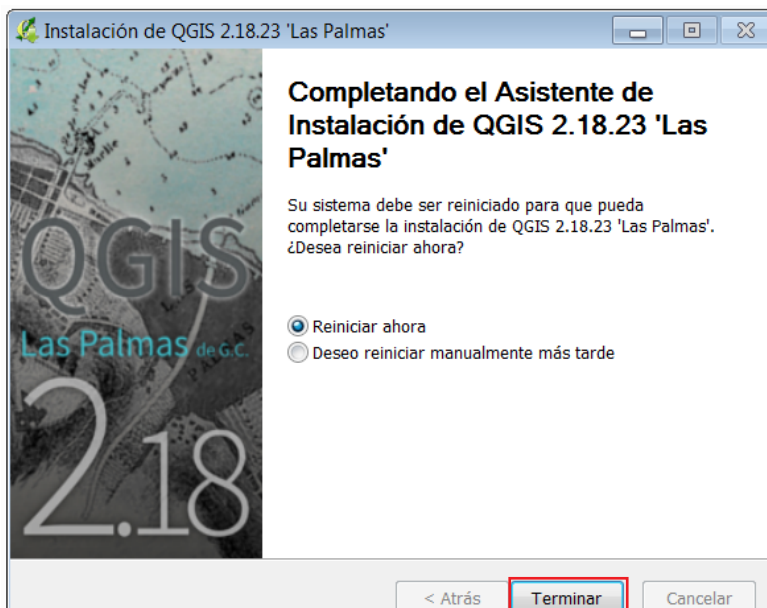 Instalación de QGIS 2.18.23 'Las Palmas'
Completando el Asistente de
Instalación de QGIS 2.18.23 'Las
Palmas'
Su sistema debe ser reiniciado para que pueda
completarse la instalación de QGIS 2.18.23 'Las Palmas'.
¿Desea reiniciar ahora?
Reiniciar ahora
Deseo reiniciar manualmente más tarde
QGIS
Las Palmas de G.C.
2.18
< Atrás
Terminar
Cancelar